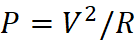 P = V²/R